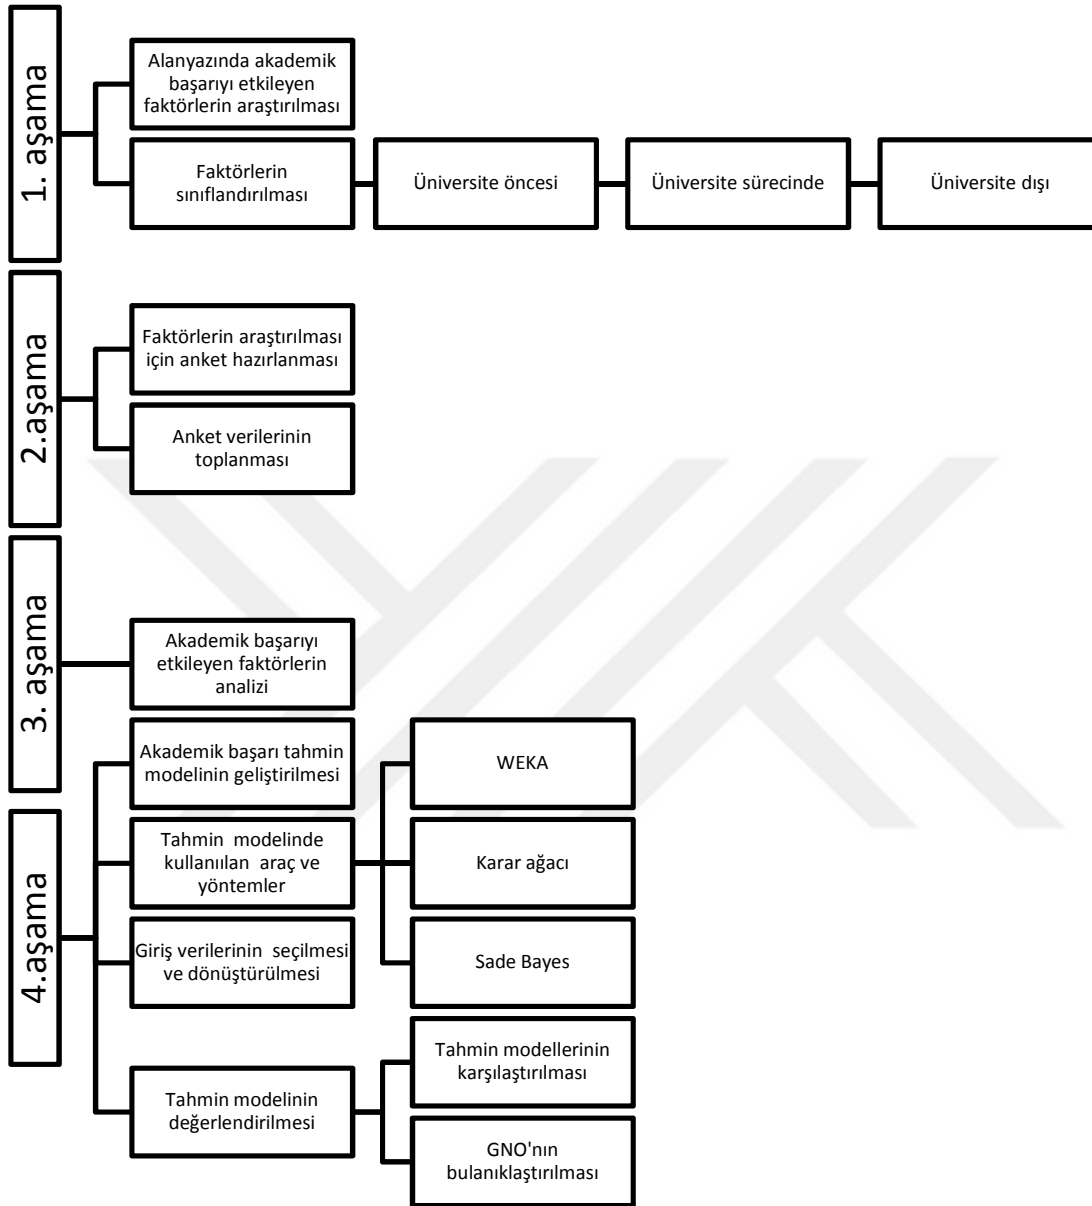 1. aşama
Alanyazında akademik
başarıyı etkileyen
faktörlerin araştırılması
Faktörlerin
sınıflandırılması
Üniversite öncesi
Üniversite sürecinde
Üniversite dışı
2.aşama
Faktörlerin araştırılması
için anket hazırlanması
Anket verilerinin
toplanması
3. aşama
Akademik başarıyı
etkileyen faktörlerin
analizi
4.aşama
Akademik başarı tahmin
modelinin geliştirilmesi
Tahmin modelinde
kullanıılan araç ve
yöntemler
WEKA
Karar ağacı
Sade Bayes
Giriş verilerinin seçilmesi
ve dönüştürülmesi
Tahmin modelinin
değerlendirilmesi
Tahmin modellerinin
karşılaştırılması
GNO'nın
bulanıklaştırılması